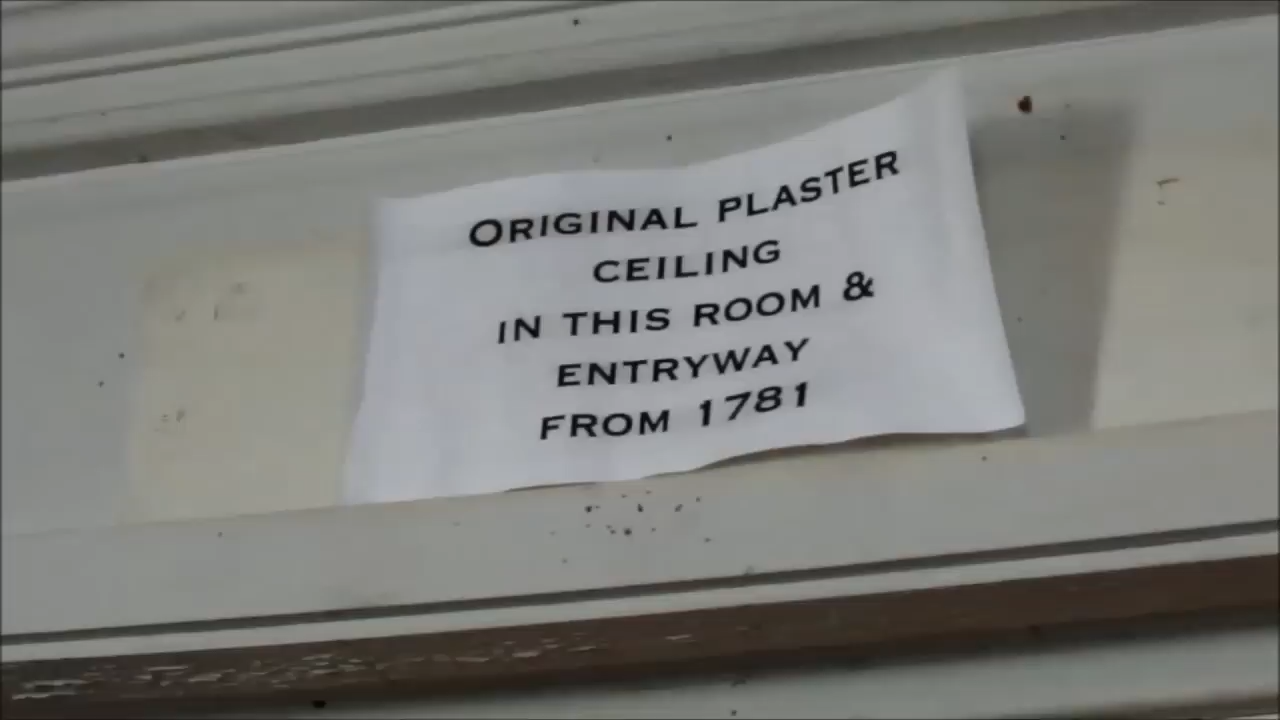 ORIGINAL PLASTER
CEILING
IN THIS ROOM &
ENTRYWAY
FROM 1781